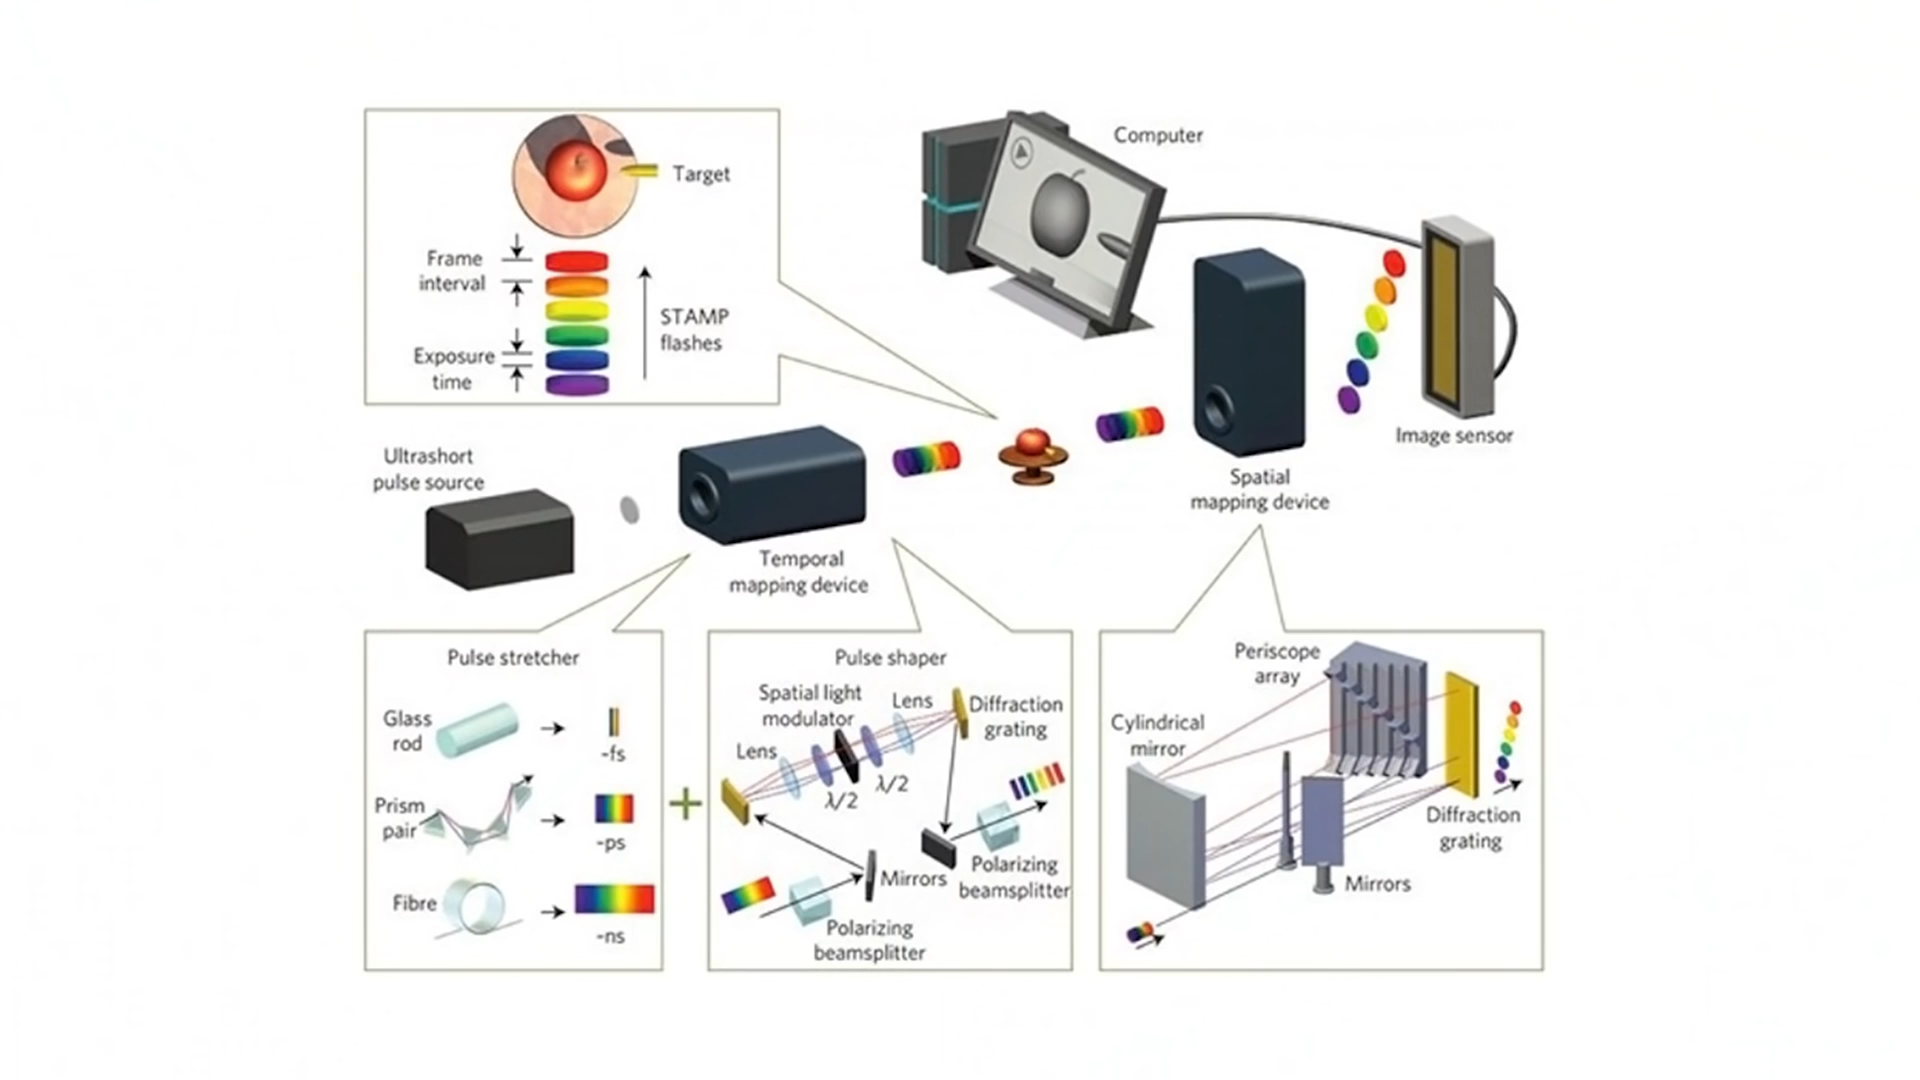 Target
Frame
interval
STAMP
flashes
Exposure
time
Computer
Image sensor
Ultrashort
pulse source
Temporal
mapping device
Spatial
mapping device
Pulse stretcher
Glass
rod
-fs
Prism
pair
-ps
Fibre
-ns
+
Pulse shaper
Spatial light
modulator
Lens
Lens
Diffraction
grating
λ/2
λ/2
Mirrors
Polarizing
beamsplitter
Polarizing
beamsplitter
Periscope
array
Cylindrical
mirror
Diffraction
grating
Mirrors